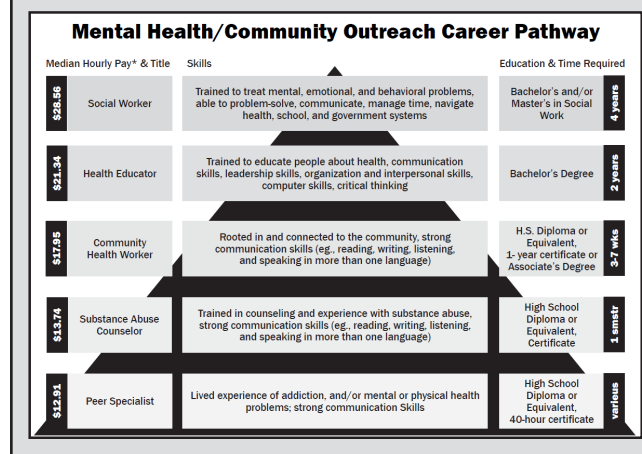 Mental Health/Community Outreach Career Pathway
Median Hourly Pay* & Title
Skills
Education & Time Required
$28.56
Social Worker
Trained to treat mental, emotional, and behavioral problems,
able to problem-solve, communicate, manage time, navigate
health, school, and government systems
Bachelor's and/or
Master's in Social
Work
4 years
$21.34
Health Educator
Trained to educate people about health, communication
skills, leadership skills, organization and interpersonal skills,
computer skills, critical thinking
Bachelor's Degree
2 years
$17.95
Community
Health Worker
Rooted in and connected to the community, strong
communication skills (eg., reading, writing, listening,
and speaking in more than one language)
H.S. Diploma or
Equivalent,
1- year certificate or
Associate's Degree
3-7 wks
$13.74
Substance Abuse
Counselor
Trained in counseling and experience with substance abuse,
strong communication skills (eg., reading, writing, listening,
and speaking in more than one language)
High School
Diploma or
Equivalent,
Certificate
1 smstr
$12.91
Peer Specialist
Lived experience of addiction, and/or mental or physical health
problems; strong communication Skills
High School
Diploma or
Equivalent,
40-hour certificate
various